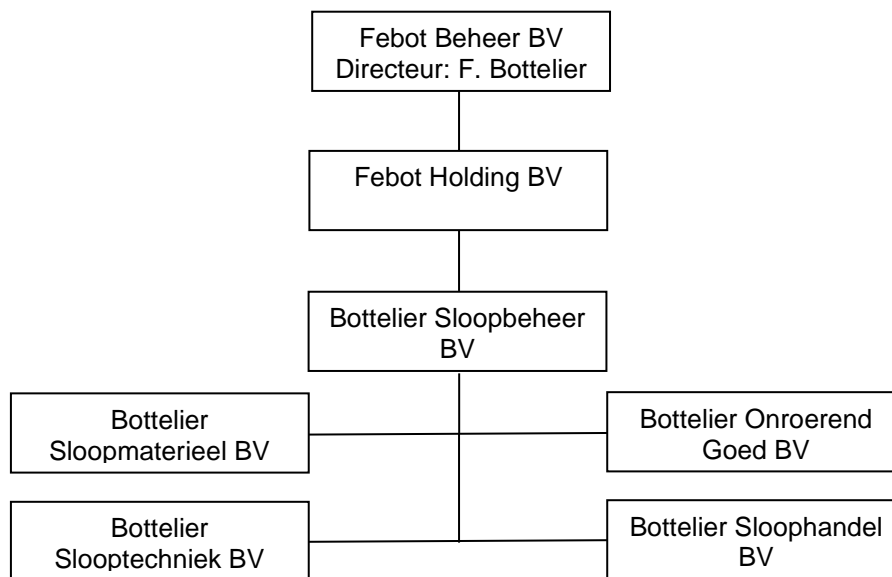 Febot Beheer BV
Directeur: F. Bottelier
Febot Holding BV
Bottelier Sloopbeheer
BV
Bottelier
Sloopmaterieel BV
Bottelier Onroerend
Goed BV
Bottelier
Slooptechniek BV
Bottelier Sloophandel
BV